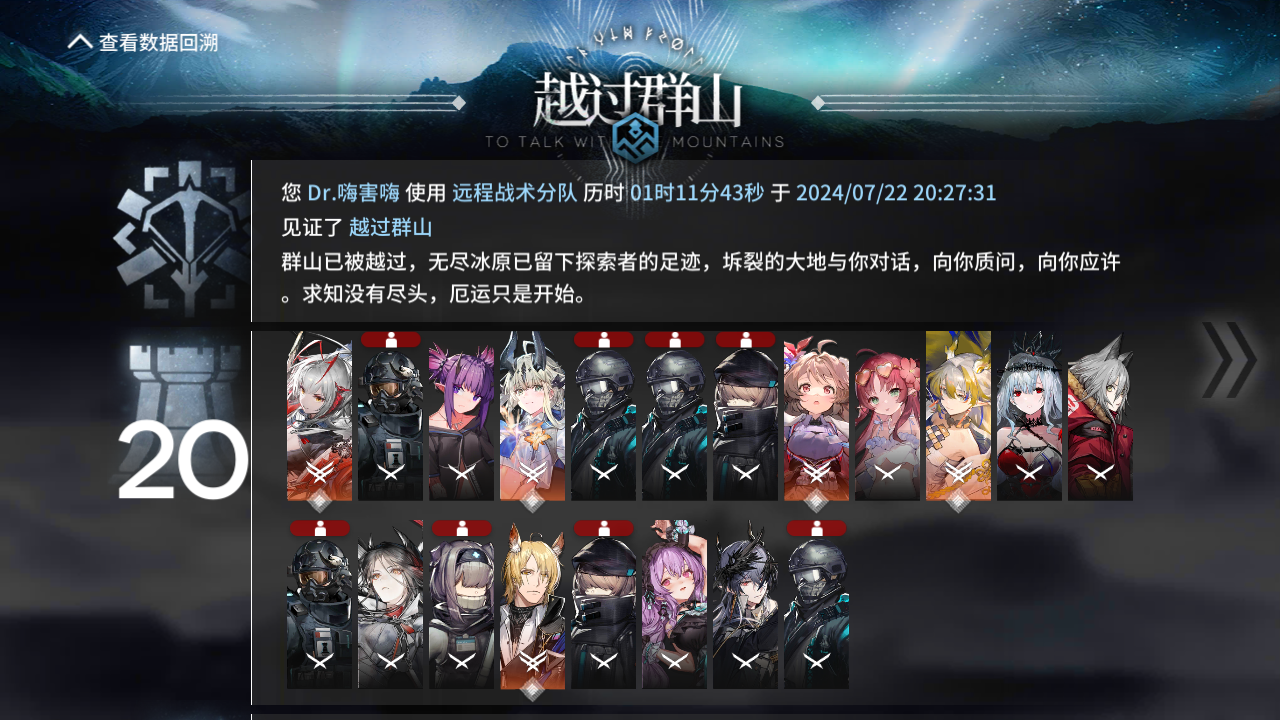 查看数据回溯
越过群山
TO TALK WITH MOUNTAINS
您 Dr.嗨害嗨 使用 远程战术分队 历时 01时11分43秒 于 2024/07/22 20:27:31
见证了 越过群山
群山已被越过，无尽冰原已留下探索者的足迹，坼裂的大地与你对话，向你质问，向你应许
。求知没有尽头，厄运只是开始。
20